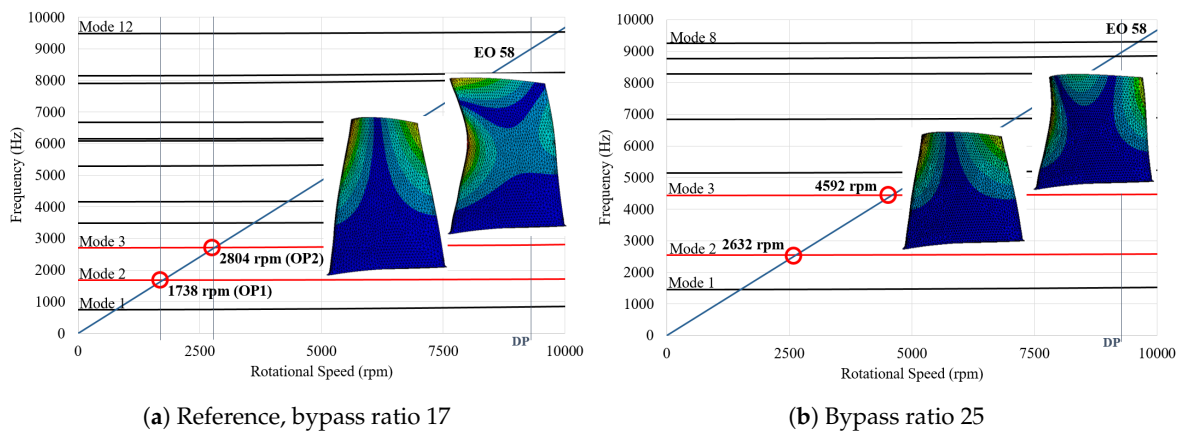 10000
9000
8000
7000
6000
5000
4000
3000
2000
1000
0
Frequency (Hz)
Mode 12
EO 58
Mode 3
2804 rpm (OP2)
Mode 2
1738 rpm (OP1)
Mode 1
DP
0
2500
5000
7500
10000
Rotational Speed (rpm)
(a) Reference, bypass ratio 17
10000
9000
8000
7000
6000
5000
4000
3000
2000
1000
0
Frequency (Hz)
EO 58
Mode 8
4592 rpm
Mode 3
2632 rpm
Mode 2
Mode 1
DP
0
2500
5000
7500
10000
Rotational Speed (rpm)
(b) Bypass ratio 25